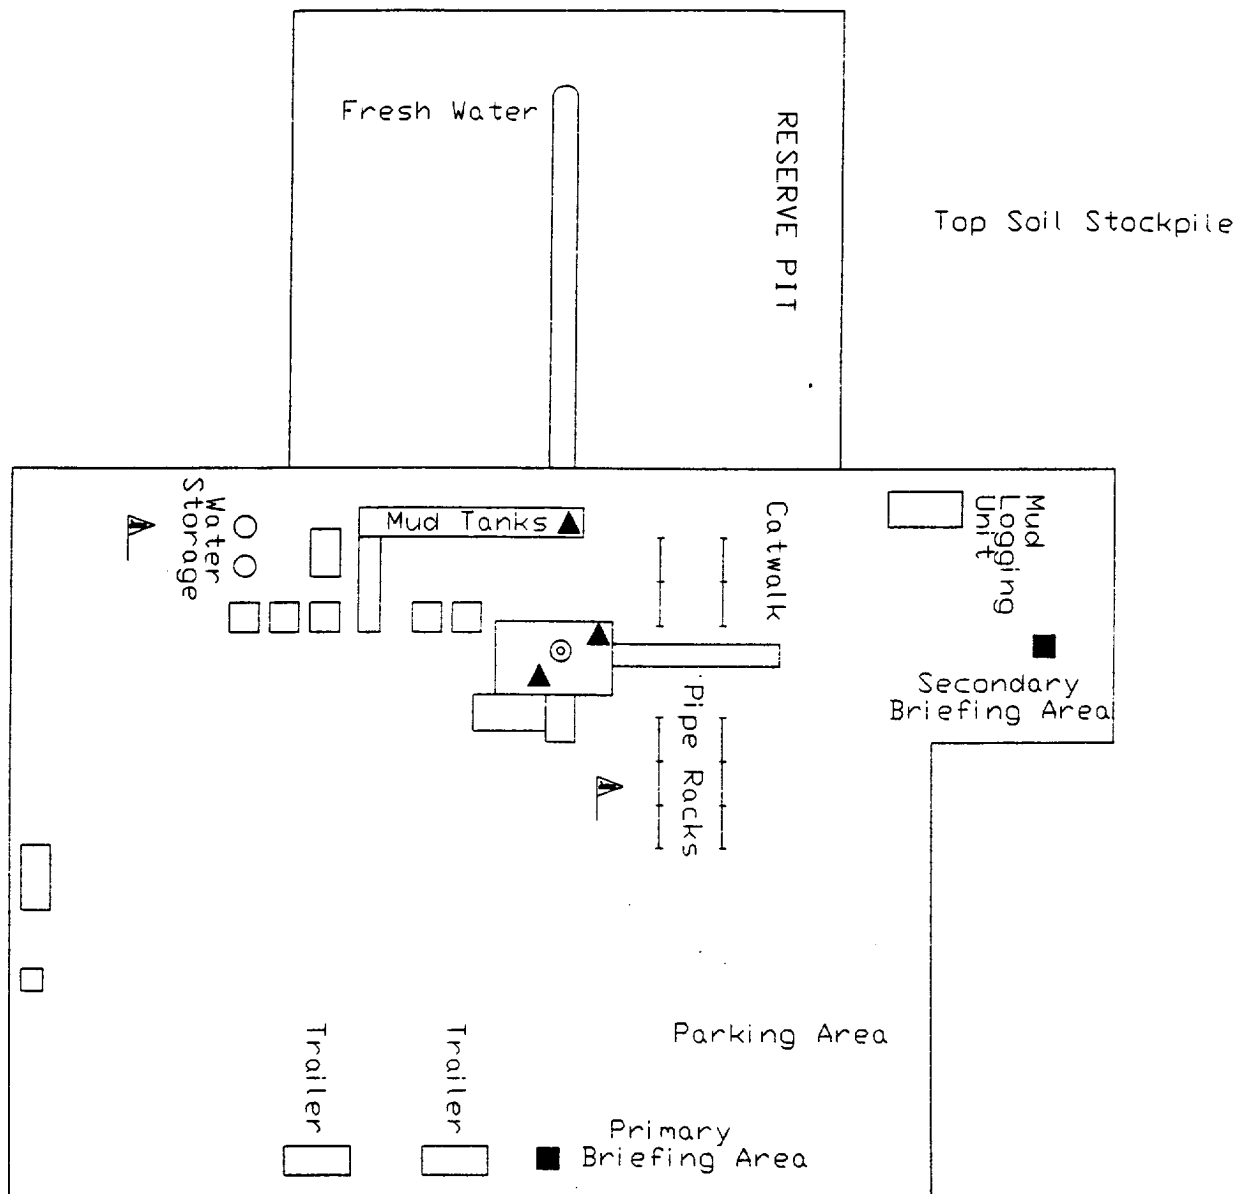 Fresh Water
RESERVE PIT
Top Soil Stockpile
Water
Storage
Mud Tanks
Catwalk
Mud
Logging
Unit
Secondary
Briefing Area
Pipe Racks
Parking Area
Trailer
Trailer
Primary
Briefing Area